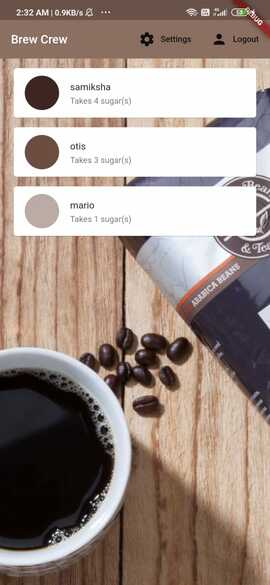 2:32 AM | 0.9KB/s
Brew Crew
Settings
Logout
samiksha
Takes 4 sugar(s)
otis
Takes 3 sugar(s)
mario
Takes 1 sugar(s)
& Te
ARABICA BEANS